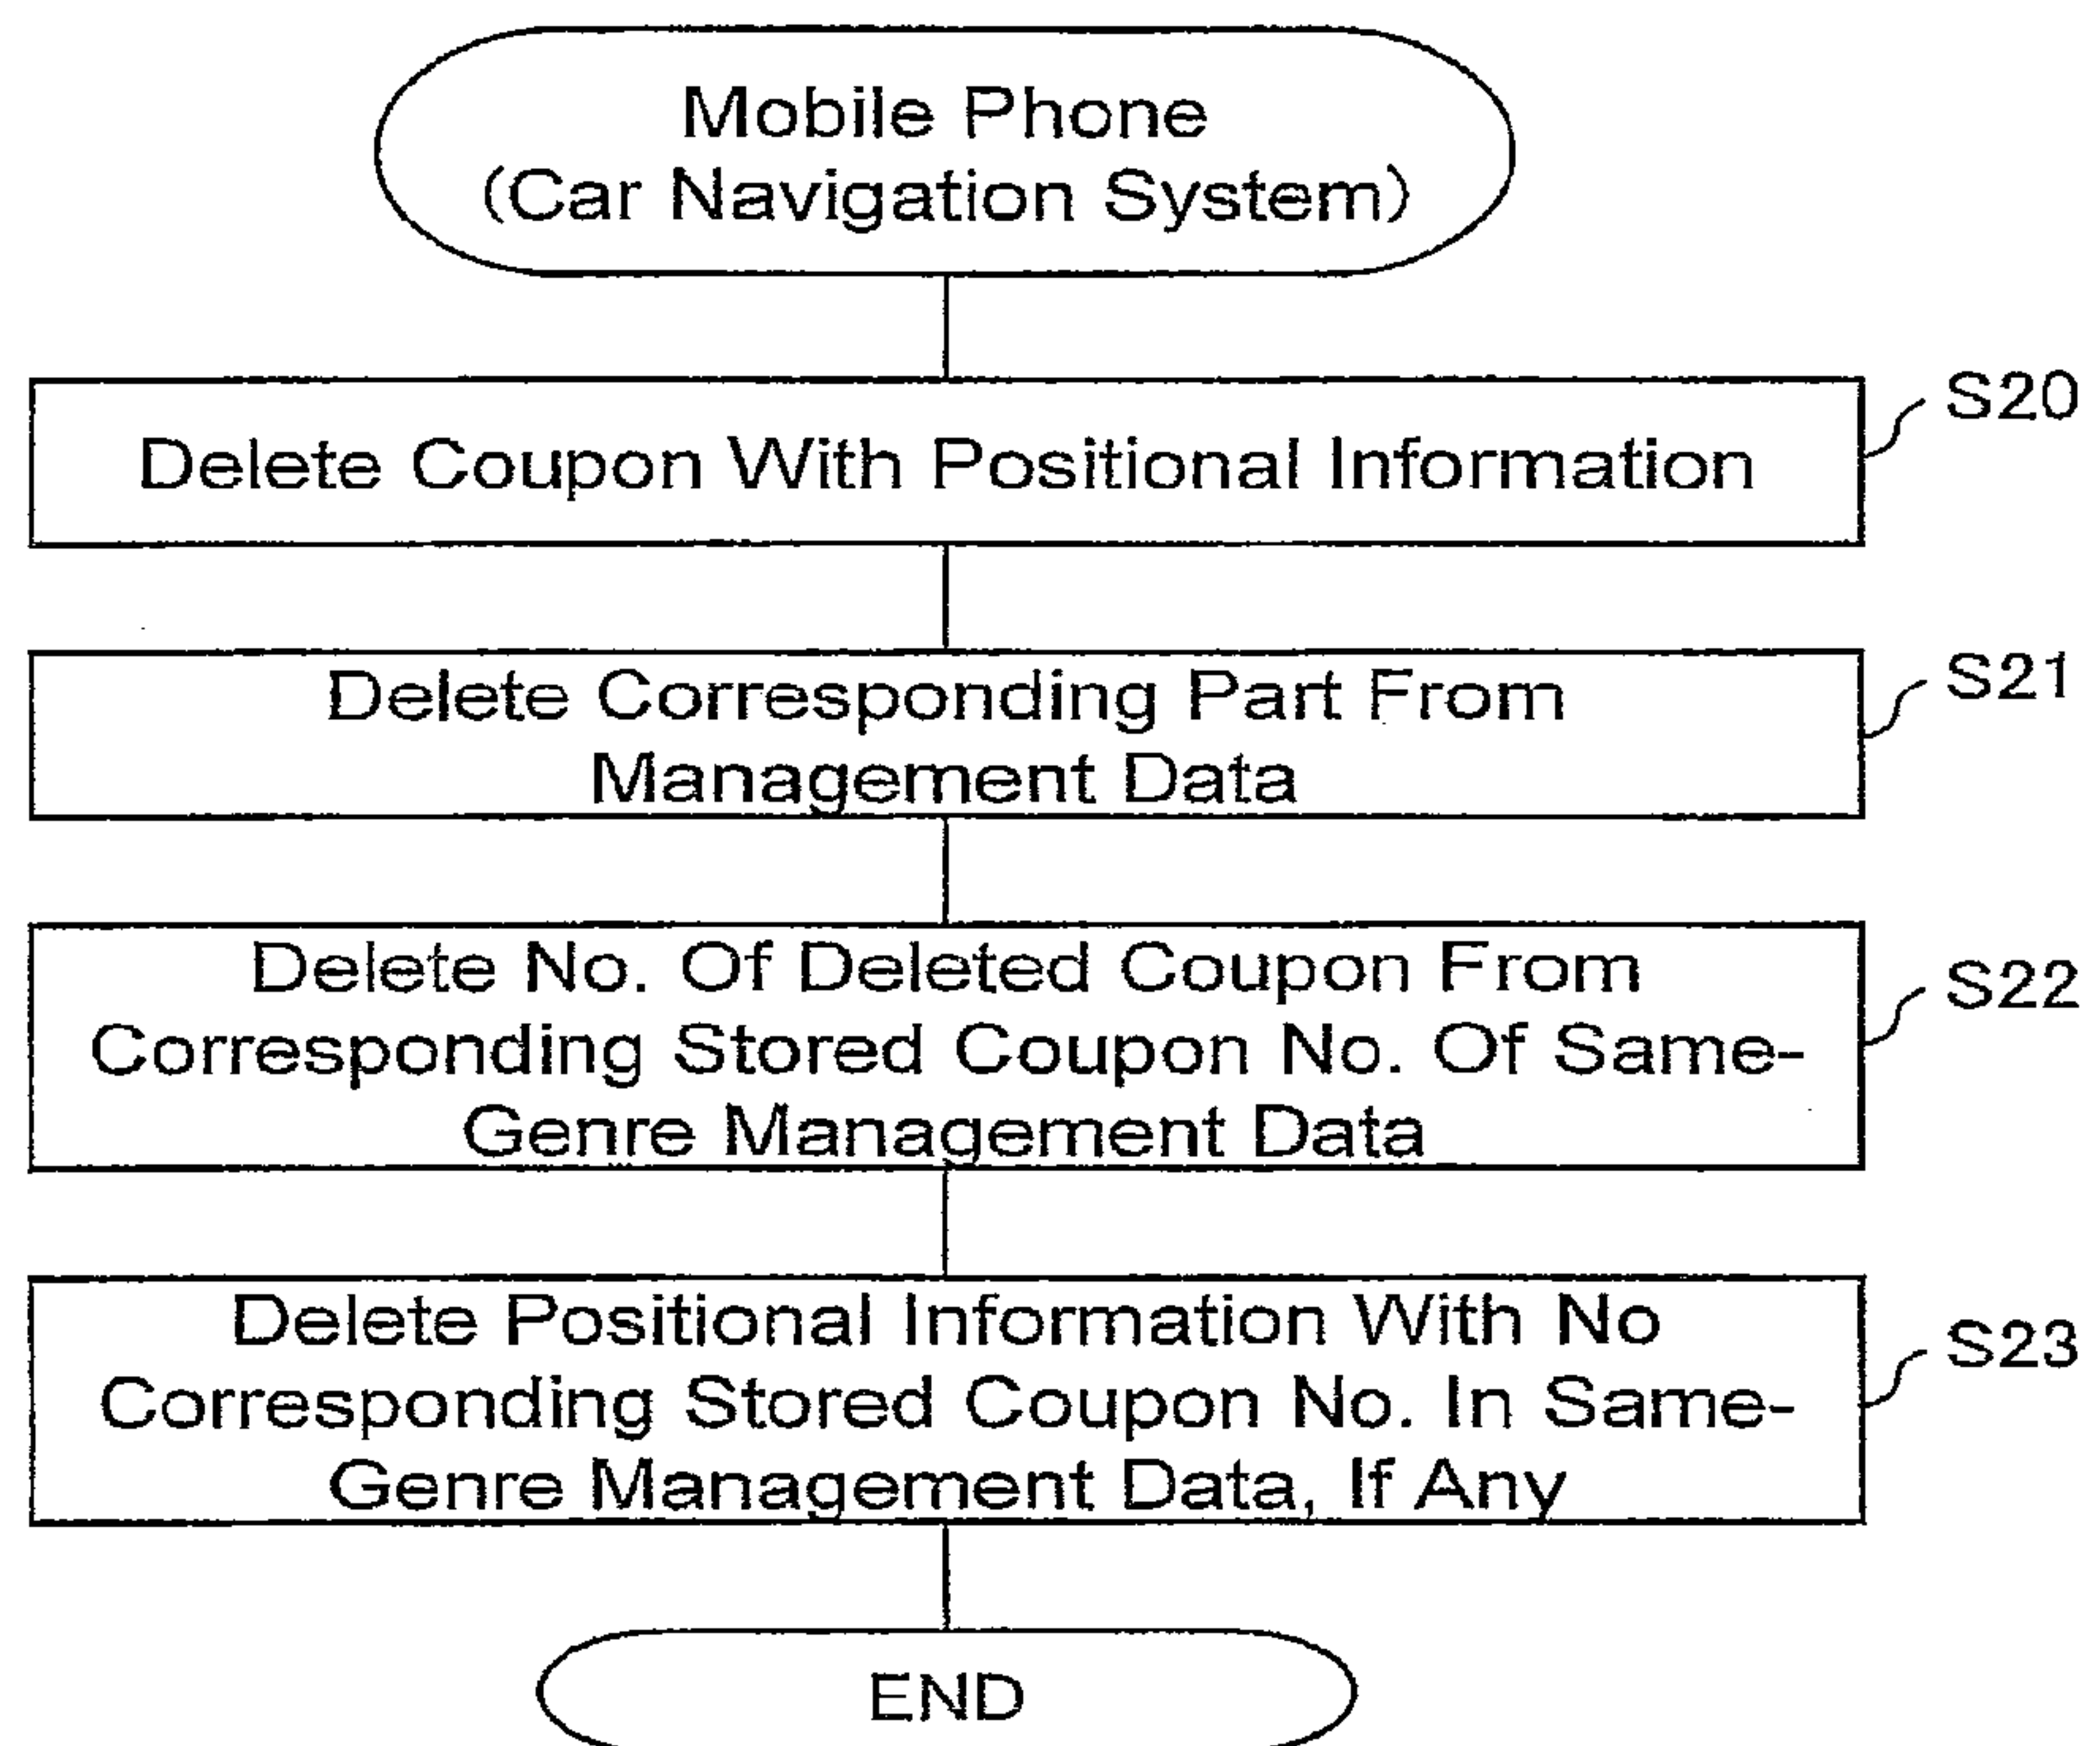 Mobile Phone
(Car Navigation System)
S20
Delete Coupon With Positional Information
S21
Delete Corresponding Part From
Management Data
S22
Delete No. Of Deleted Coupon From
Corresponding Stored Coupon No. Of Same-
Genre Management Data
S23
Delete Positional Information With No
Corresponding Stored Coupon No. In Same-
Genre Management Data, If Any
END